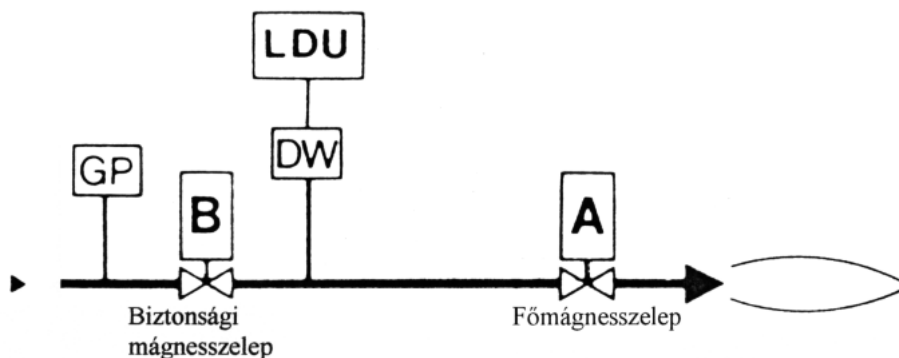 LDU
GP
B
DW
A
Biztonsági
mágnesszelep
Főmágnesszelep